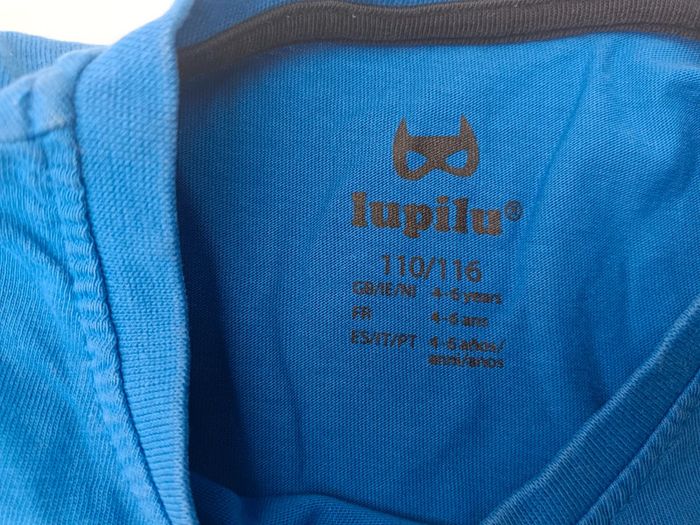 lupilu®
110/116
GB/IE/NI 4-6 years
FR 4-6 ans
ES/IT/PT 4-6 años/
anni/anos